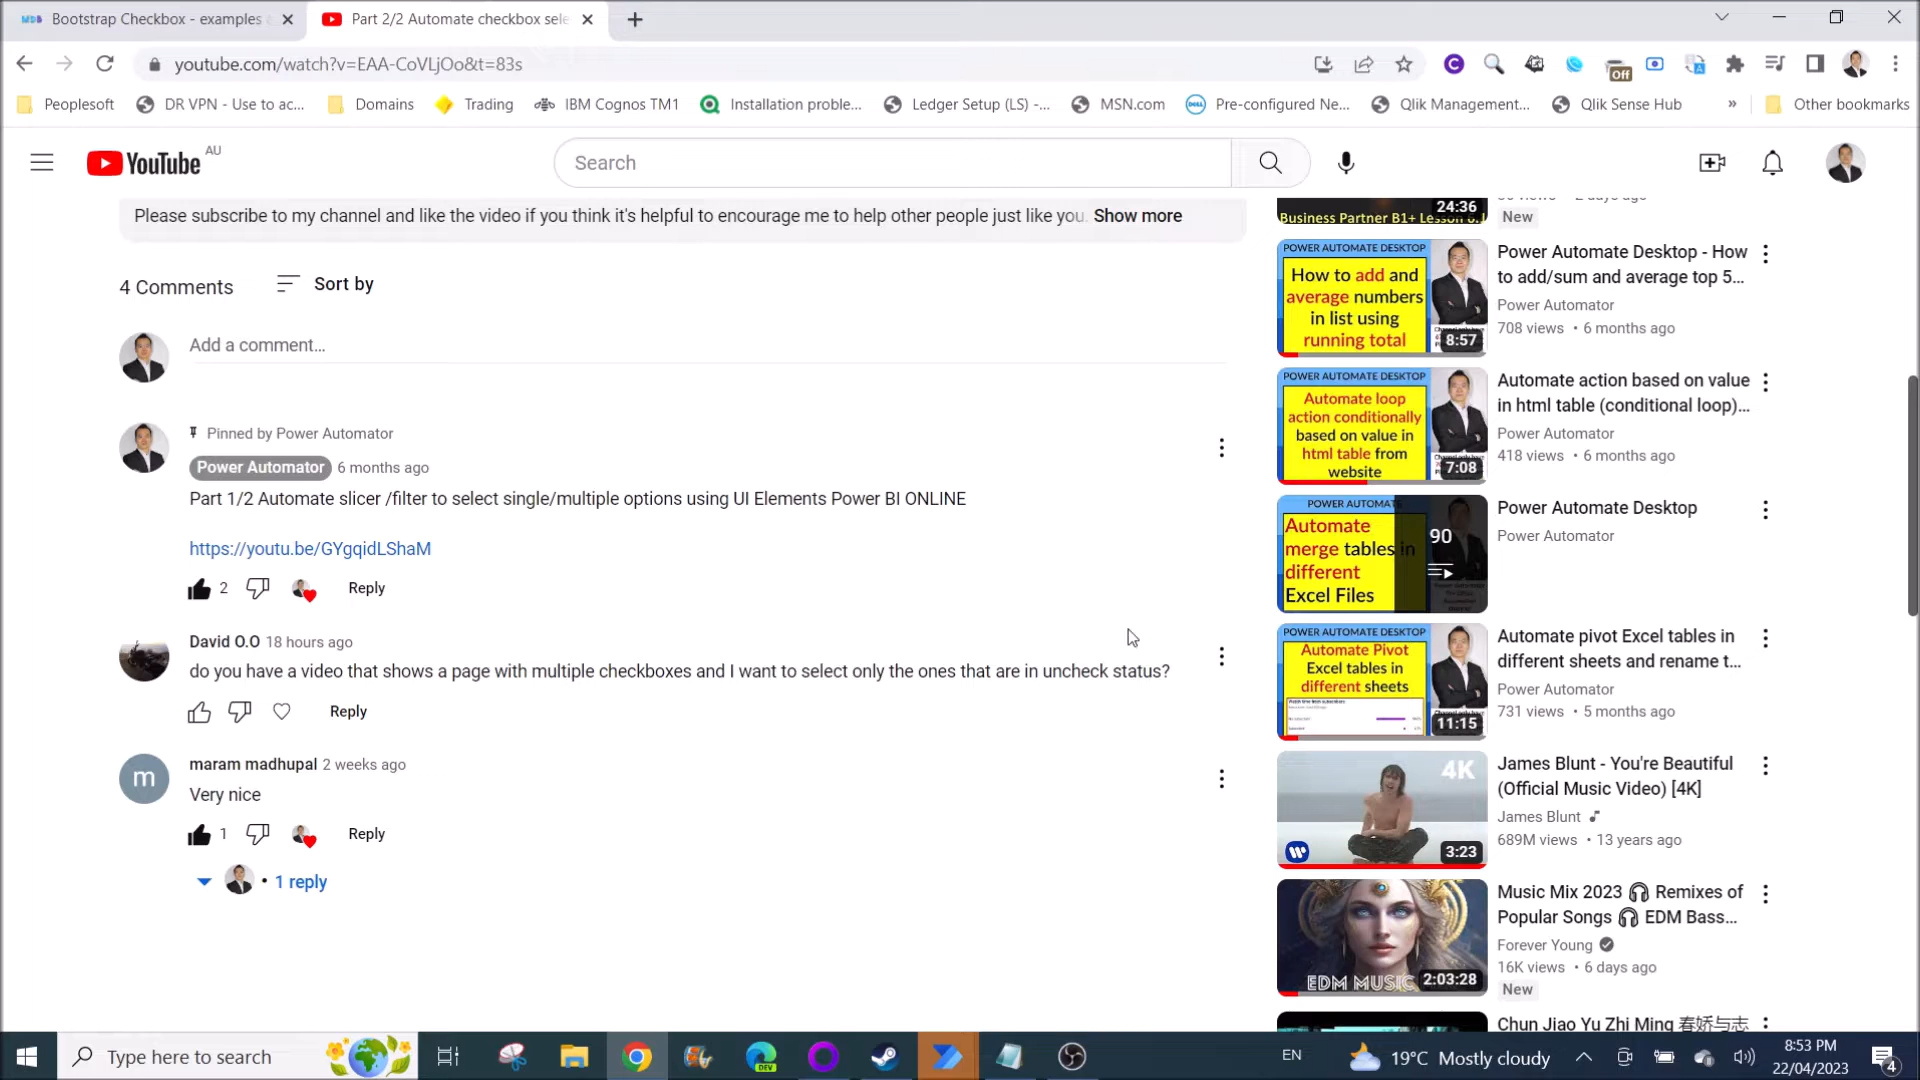 Bootstrap Checkbox - examples
Part 2/2 Automate checkbox sele
youtube.com/watch?v=EAA-CoVLjOo&t=83s
Off
Peoplesoft
DR VPN - Use to ac...
Domains
Trading
IBM Cognos TM1
Installation proble...
Ledger Setup (LS) -...
MSN.com
Pre-configured Ne...
Qlik Management...
Qlik Sense Hub
»
Other bookmarks
YouTube AU
Search
Please subscribe to my channel and like the video if you think it's helpful to encourage me to help other people just like you. Show more
4 Comments
Sort by
Add a comment...
Pinned by Power Automator
Power Automator 6 months ago
Part 1/2 Automate slicer /filter to select single/multiple options using UI Elements Power BI ONLINE
https://youtu.be/GYgqidLShaM
2
Reply
David O.O 18 hours ago
do you have a video that shows a page with multiple checkboxes and I want to select only the ones that are in uncheck status?
Reply
m
maram madhupal 2 weeks ago
Very nice
1
Reply
• 1 reply
24:36
New
POWER AUTOMATE DESKTOP
How to add and
average numbers
in list using
running total
8:57
Power Automate Desktop - How
to add/sum and average top 5...
Power Automator
708 views • 6 months ago
POWER AUTOMATE DESKTOP
Automate loop
action conditionally
based on value in
html table from
website
7:08
Automate action based on value
in html table (conditional loop)...
Power Automator
418 views • 6 months ago
POWER AUTOMATE
Automate
merge tables in
different
Excel Files
90
Power Automate Desktop
Power Automator
POWER AUTOMATE DESKTOP
Automate Pivot
Excel tables in
different sheets
11:15
Automate pivot Excel tables in
different sheets and rename t...
Power Automator
731 views • 5 months ago
4K
3:23
James Blunt - You're Beautiful
(Official Music Video) [4K]
James Blunt
689M views • 13 years ago
EDM MUSIC
2:03:28
Music Mix 2023 🎧 Remixes of
Popular Songs 🎧 EDM Bass...
Forever Young
16K views • 6 days ago
New
Chun Jiao Yu Zhi Ming 春娇与志
Type here to search
DEV
EN
19°C Mostly cloudy
8:53 PM
22/04/2023
4